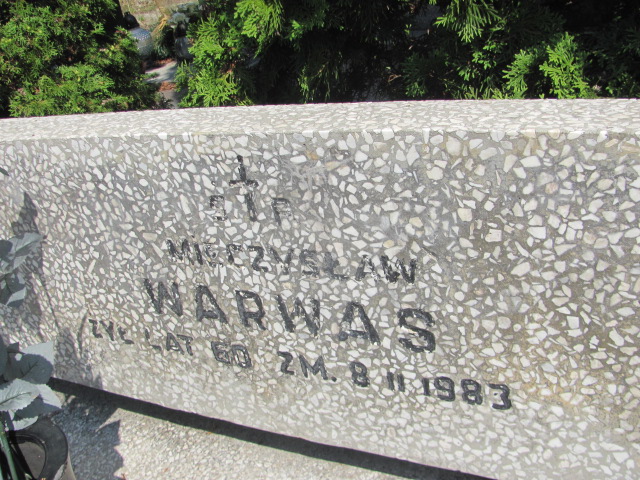 S P
MIECZYSŁAW
WARWAS
ŻYŁ LAT 60 ZM. 8 II 1983